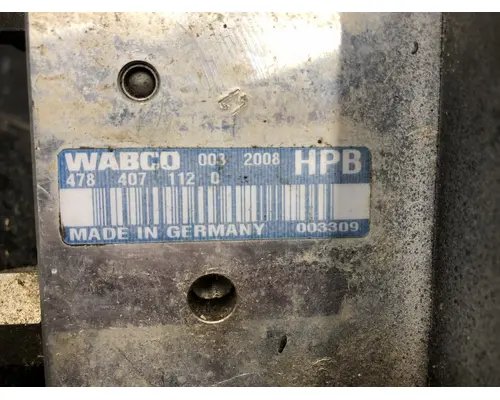 WABCO 003 2008 HPB
478 407 112 0
MADE IN GERMANY 003309